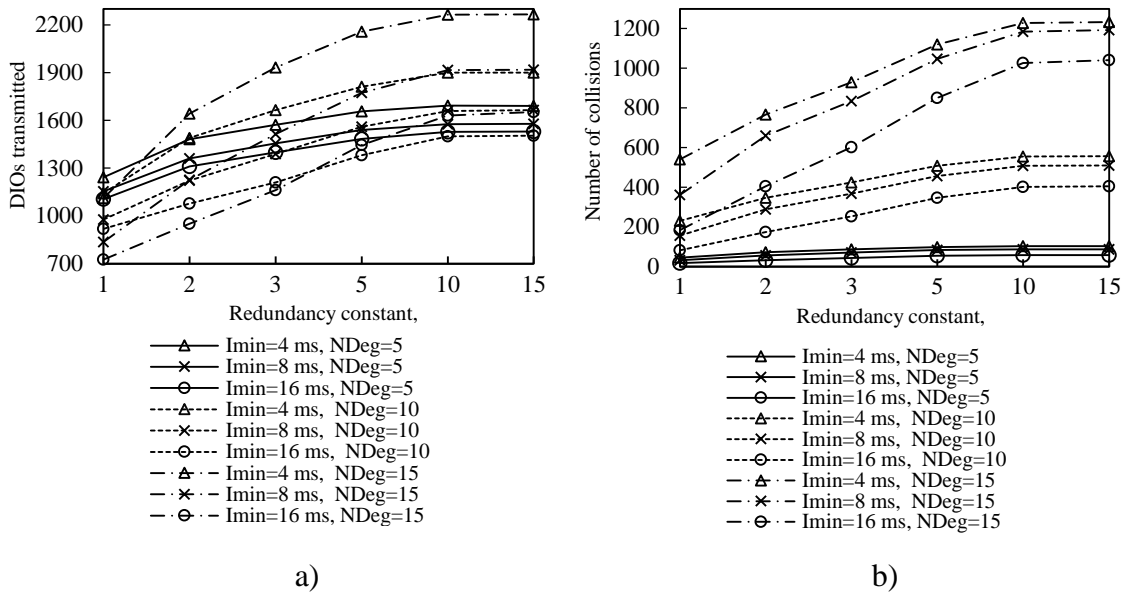 DIOs transmitted
2200
1900
1600
1300
1000
700
1 2 3 5 10 15
Redundancy constant,
Imin=4 ms, NDeg=5
Imin=8 ms, NDeg=5
Imin=16 ms, NDeg=5
Imin=4 ms, NDeg=10
Imin=8 ms, NDeg=10
Imin=16 ms, NDeg=10
Imin=4 ms, NDeg=15
Imin=8 ms, NDeg=15
Imin=16 ms, NDeg=15
a)
Number of collisions
1200
1000
800
600
400
200
0
1 2 3 5 10 15
Redundancy constant,
Imin=4 ms, NDeg=5
Imin=8 ms, NDeg=5
Imin=16 ms, NDeg=5
Imin=4 ms, NDeg=10
Imin=8 ms, NDeg=10
Imin=16 ms, NDeg=10
Imin=4 ms, NDeg=15
Imin=8 ms, NDeg=15
Imin=16 ms, NDeg=15
b)